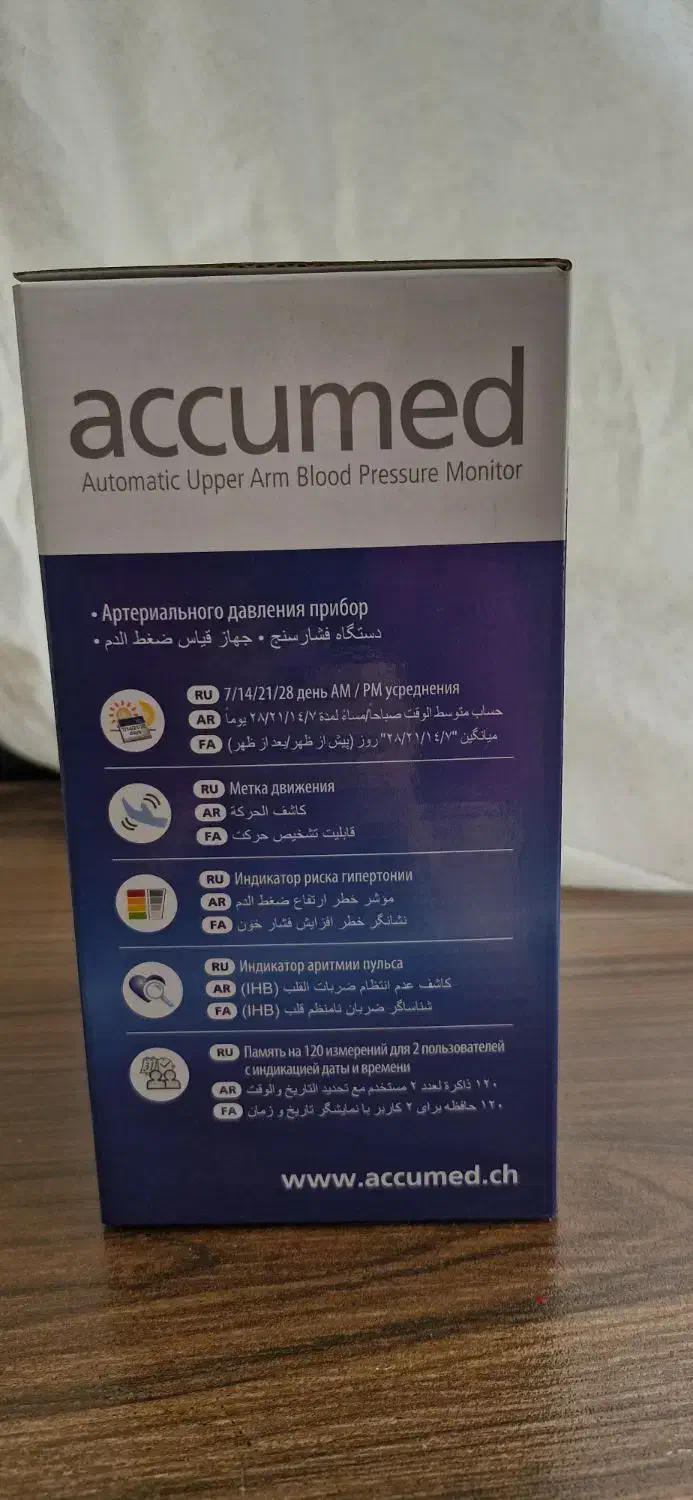 accumed
Automatic Upper Arm Blood Pressure Monitor
• Артериального давления прибор
دستگاه فشارسنج • جهاز قياس ضغط الدم •
RU 7/14/21/28 день AM / PM усреднения
AR حساب متوسط الوقت صباحاً/مساءً لمدة ٢٨/٢١/١٤/٧ يوماً
FA میانگین "٢٨/٢١/١٤/٧" روز (پیش از ظهر/بعد از ظهر)
RU Метка движения
AR كاشف الحركة
FA قابلیت تشخیص حرکت
RU Индикатор риска гипертонии
AR مؤشر خطر ارتفاع ضغط الدم
FA نشانگر خطر افزایش فشار خون
RU Индикатор аритмии пульса
AR كاشف عدم انتظام ضربات القلب (IHB)
FA شناساگر ضربان نامنظم قلب (IHB)
RU Память на 120 измерений для 2 пользователей
с индикацией даты и времени
AR ١٢٠ ذاكرة لعدد ٢ مستخدم مع تحديد التاريخ والوقت
FA ١٢٠ حافظه برای ٢ کاربر با نمایشگر تاریخ و زمان
www.accumed.ch